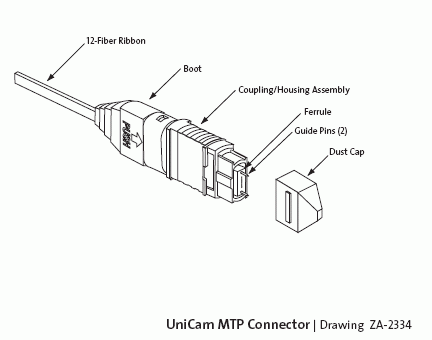 12-Fiber Ribbon
Boot
Coupling/Housing Assembly
Ferrule
Guide Pins (2)
Dust Cap
PUSH
UniCam MTP Connector | Drawing ZA-2334